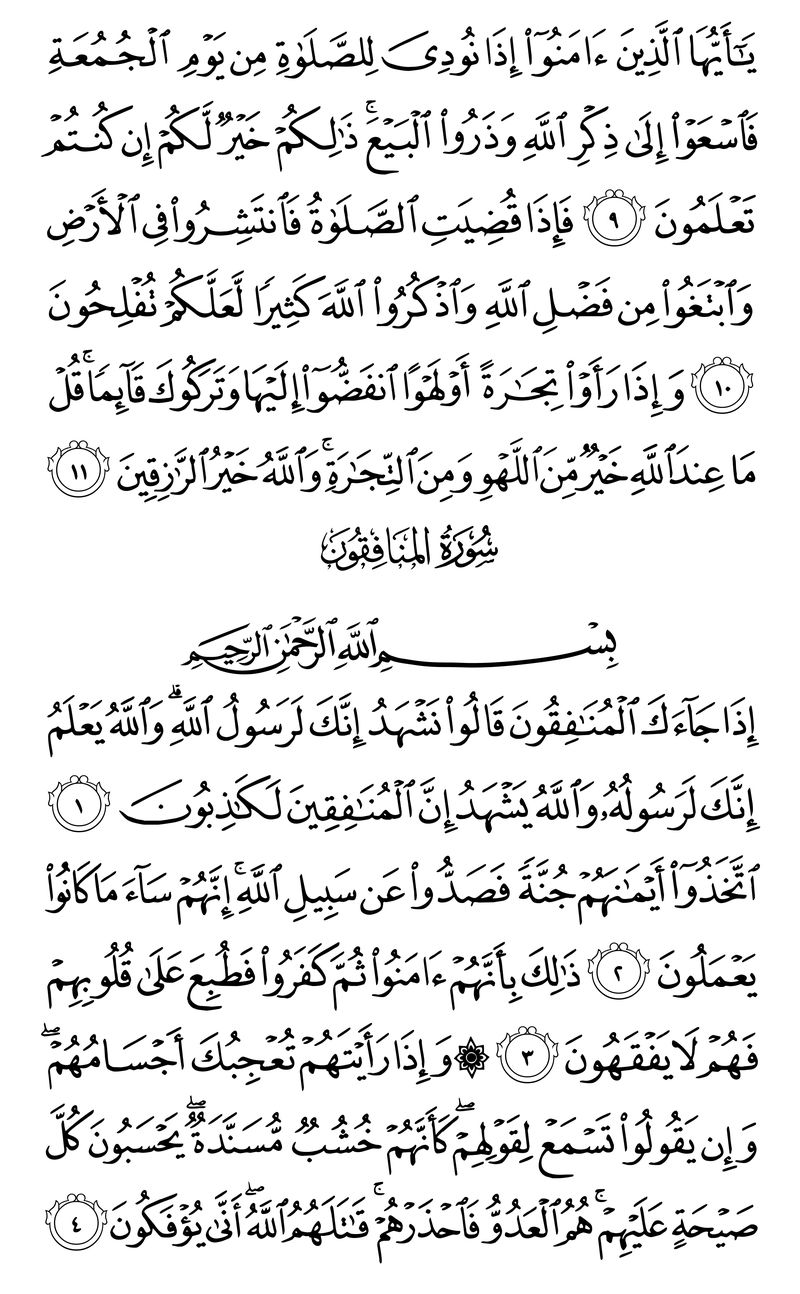 يَٰٓأَيُّهَا ٱلَّذِينَ ءَامَنُوٓا۟ إِذَا نُودِىَ لِلصَّلَوٰةِ مِن يَوْمِ ٱلْجُمُعَةِ
فَٱسْعَوْا۟ إِلَىٰ ذِكْرِ ٱللَّهِ وَذَرُوا۟ ٱلْبَيْعَ ۚ ذَٰلِكُمْ خَيْرٌ لَّكُمْ إِن كُنتُمْ
تَعْلَمُونَ ٩ فَإِذَا قُضِيَتِ ٱلصَّلَوٰةُ فَٱنتَشِرُوا۟ فِى ٱلْأَرْضِ
وَٱبْتَغُوا۟ مِن فَضْلِ ٱللَّهِ وَٱذْكُرُوا۟ ٱللَّهَ كَثِيرًا لَّعَلَّكُمْ تُفْلِحُونَ
١٠ وَإِذَا رَأَوْا۟ تِجَٰرَةً أَوْ لَهْوًا ٱنفَضُّوٓا۟ إِلَيْهَا وَتَرَكُوكَ قَآئِمًا ۚ قُلْ
مَا عِندَ ٱللَّهِ خَيْرٌ مِّنَ ٱللَّهْوِ وَمِنَ ٱلتِّجَٰرَةِ ۚ وَٱللَّهُ خَيْرُ ٱلرَّٰزِقِينَ ١١
سُورَةُ المُنَافِقُونَ
بِسْمِ ٱللَّهِ ٱلرَّحْمَٰنِ ٱلرَّحِيمِ
إِذَا جَآءَكَ ٱلْمُنَٰفِقُونَ قَالُوا۟ نَشْهَدُ إِنَّكَ لَرَسُولُ ٱللَّهِ ۗ وَٱللَّهُ يَعْلَمُ
إِنَّكَ لَرَسُولُهُۥ وَٱللَّهُ يَشْهَدُ إِنَّ ٱلْمُنَٰفِقِينَ لَكَٰذِبُونَ ١
ٱتَّخَذُوٓا۟ أَيْمَٰنَهُمْ جُنَّةً فَصَدُّوا۟ عَن سَبِيلِ ٱللَّهِ ۚ إِنَّهُمْ سَآءَ مَا كَانُوا۟
يَعْمَلُونَ ٢ ذَٰلِكَ بِأَنَّهُمْ ءَامَنُوا۟ ثُمَّ كَفَرُوا۟ فَطُبِعَ عَلَىٰ قُلُوبِهِمْ
فَهُمْ لَا يَفْقَهُونَ ٣ ۞ وَإِذَا رَأَيْتَهُمْ تُعْجِبُكَ أَجْسَامُهُمْ ۖ
وَإِن يَقُولُوا۟ تَسْمَعْ لِقَوْلِهِمْ ۖ كَأَنَّهُمْ خُشُبٌ مُّسَنَّدَةٌ ۖ يَحْسَبُونَ كُلَّ
صَيْحَةٍ عَلَيْهِمْ ۚ هُمُ ٱلْعَدُوُّ فَٱحْذَرْهُمْ ۚ قَٰتَلَهُمُ ٱللَّهُ ۖ أَنَّىٰ يُؤْفَكُونَ ٤